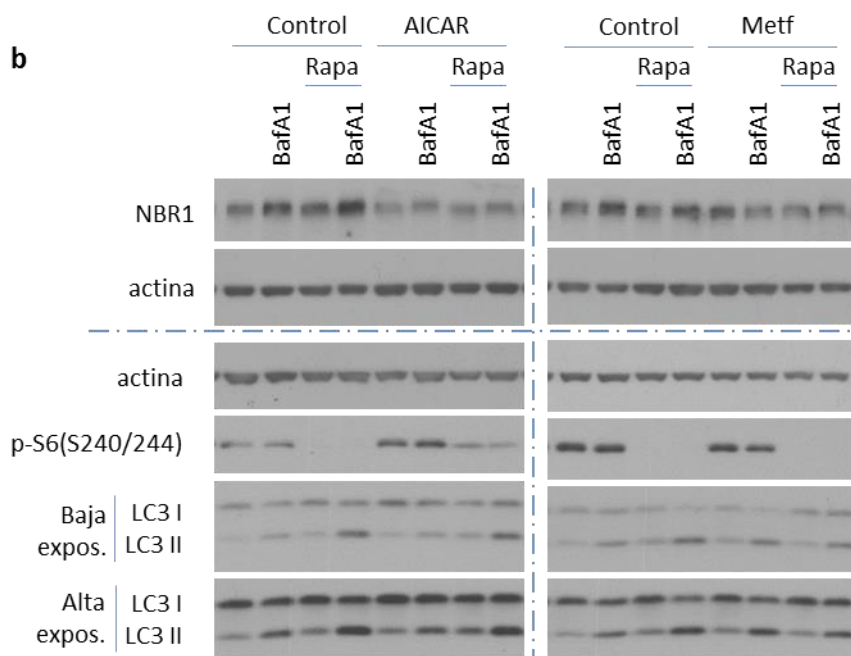 b
Control AICAR Control Metf
Rapa Rapa Rapa Rapa
BafA1 BafA1 BafA1 BafA1 BafA1 BafA1 BafA1 BafA1
NBR1
actina
actina
p-S6(S240/244)
Baja expos.
LC3 I
LC3 II
Alta expos.
LC3 I
LC3 II